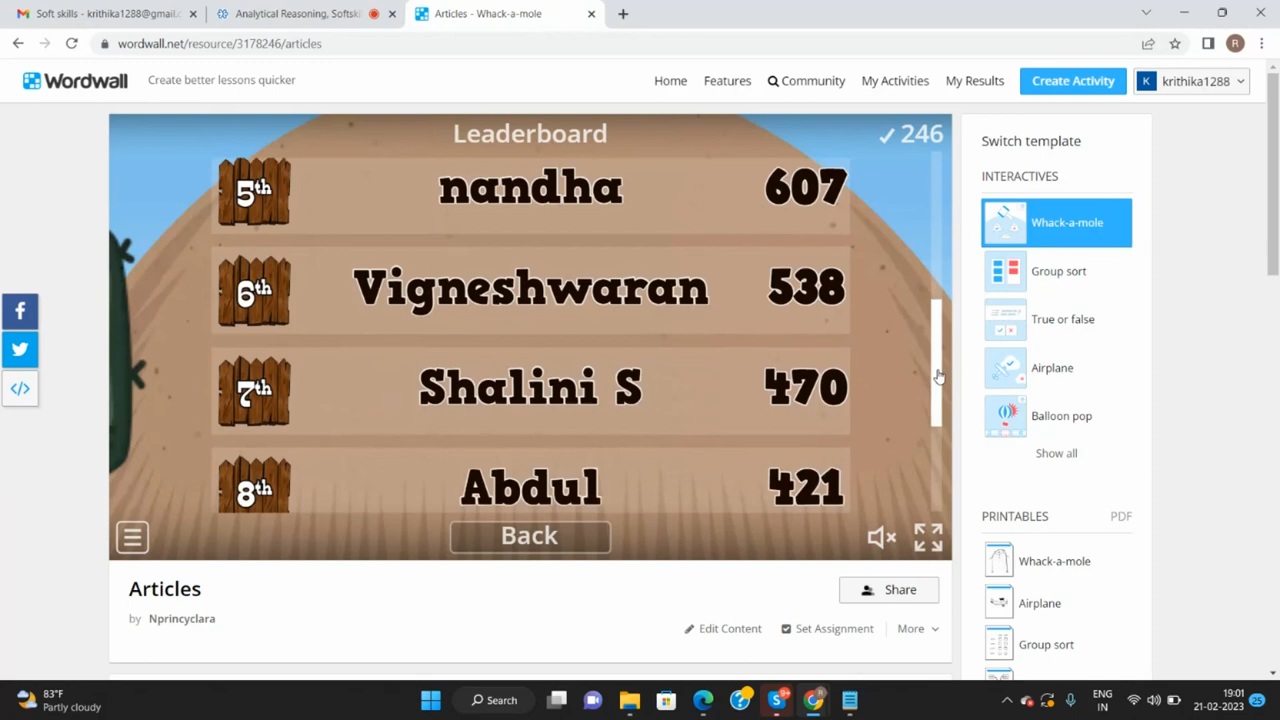 Soft skills - krithika1288@gmail.c
Analytical Reasoning, Softski
Articles - Whack-a-mole
wordwall.net/resource/3178246/articles
R
Wordwall
Create better lessons quicker
Home
Features
Community
My Activities
My Results
Create Activity
K krithika1288
Leaderboard
246
5th nandha 607
6th Vigneshwaran 538
7th Shalini S 470
8th Abdul 421
Back
Switch template
INTERACTIVES
Whack-a-mole
Group sort
True or false
Airplane
Balloon pop
Show all
PRINTABLES PDF
Whack-a-mole
Airplane
Group sort
Articles
Share
by Nprincyclara
Edit Content
Set Assignment
More
83°F
Partly cloudy
Search
ENG
IN
19:01
21-02-2023
25